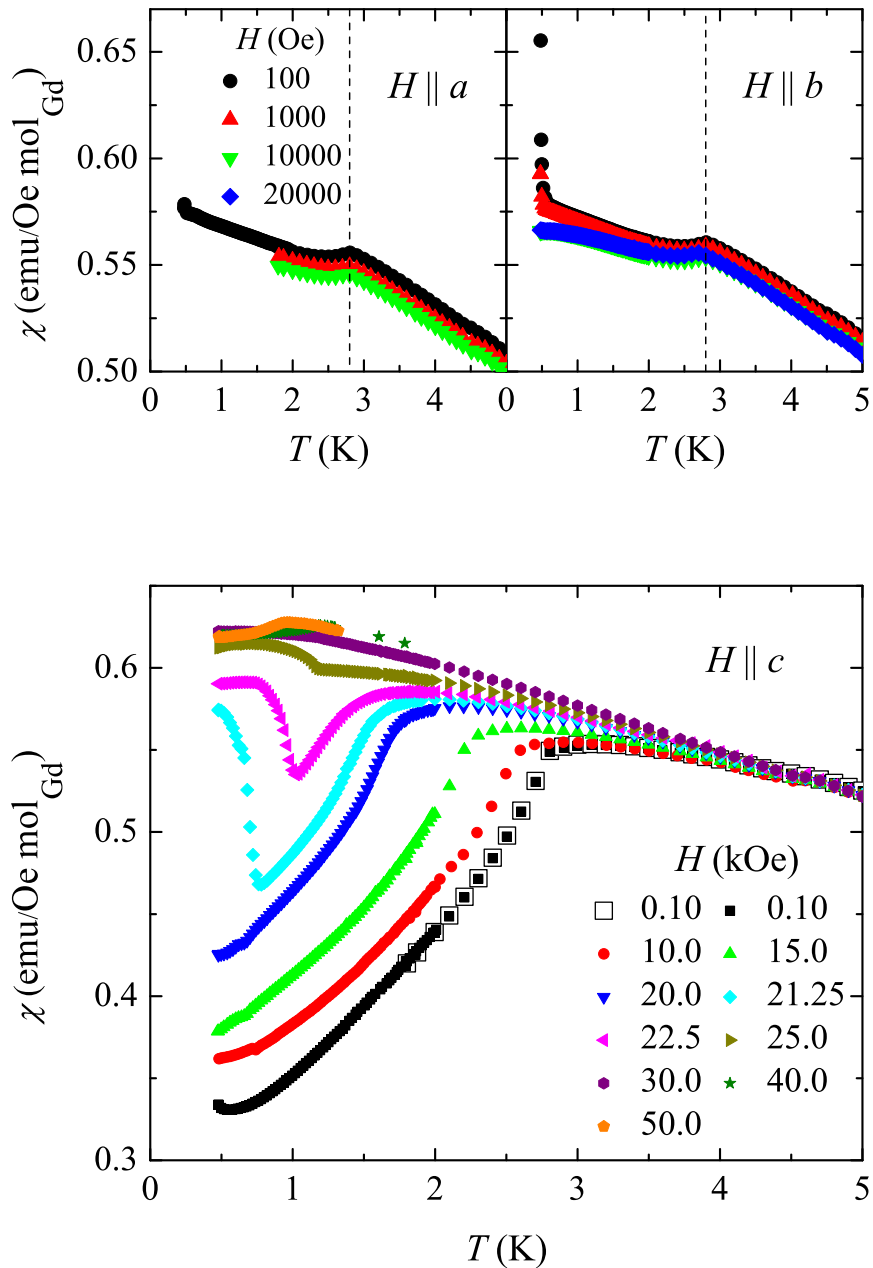 H (Oe)
100
1000
10000
20000
H || a
H || b
0.65
0.60
0.55
0.50
χ (emu/Oe mol_Gd)
0 1 2 3 4 0 1 2 3 4 5
T (K)
T (K)
H || c
0.6
0.5
0.4
0.3
χ (emu/Oe mol_Gd)
H (kOe)
0.10 0.10
10.0 15.0
20.0 21.25
22.5 25.0
30.0 40.0
50.0
0 1 2 3 4 5
T (K)